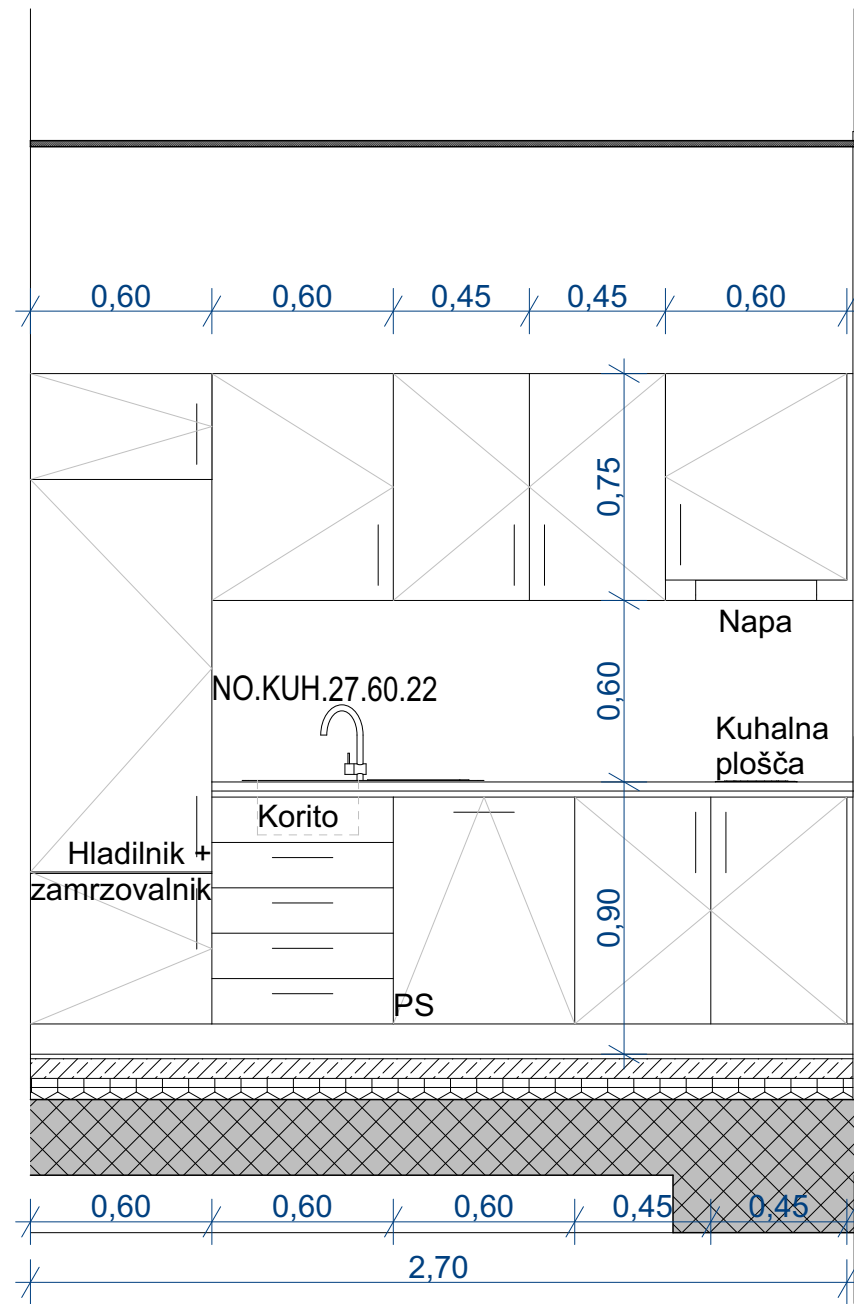 0,60 0,60 0,45 0,45 0,60
0,75
Napa
NO.KUH.27.60.22
0,60
Kuhalna
plošča
Korito
Hladilnik +
zamrzovalnik
0,90
PS
0,60 0,60 0,60 0,45 0,45
2,70